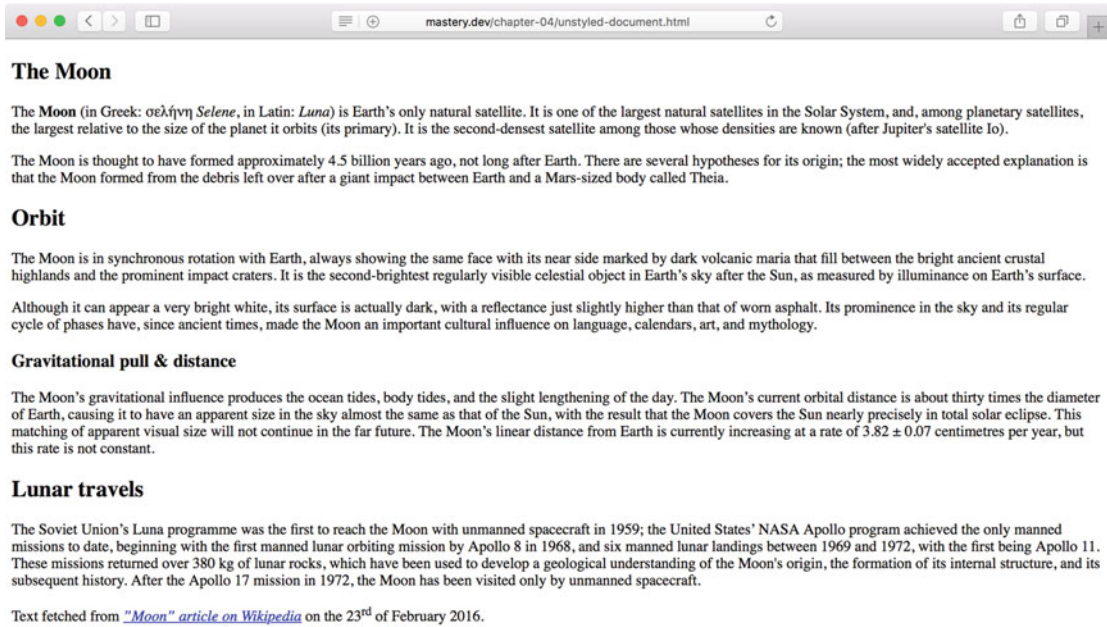 mastery.dev/chapter-04/unstyled-document.html
The Moon
The Moon (in Greek: σελήνη Selene, in Latin: Luna) is Earth’s only natural satellite. It is one of the largest natural satellites in the Solar System, and, among planetary satellites,
the largest relative to the size of the planet it orbits (its primary). It is the second-densest satellite among those whose densities are known (after Jupiter's satellite Io).
The Moon is thought to have formed approximately 4.5 billion years ago, not long after Earth. There are several hypotheses for its origin; the most widely accepted explanation is
that the Moon formed from the debris left over after a giant impact between Earth and a Mars-sized body called Theia.
Orbit
The Moon is in synchronous rotation with Earth, always showing the same face with its near side marked by dark volcanic maria that fill between the bright ancient crustal
highlands and the prominent impact craters. It is the second-brightest regularly visible celestial object in Earth’s sky after the Sun, as measured by illuminance on Earth’s surface.
Although it can appear a very bright white, its surface is actually dark, with a reflectance just slightly higher than that of worn asphalt. Its prominence in the sky and its regular
cycle of phases have, since ancient times, made the Moon an important cultural influence on language, calendars, art, and mythology.
Gravitational pull & distance
The Moon’s gravitational influence produces the ocean tides, body tides, and the slight lengthening of the day. The Moon’s current orbital distance is about thirty times the diameter
of Earth, causing it to have an apparent size in the sky almost the same as that of the Sun, with the result that the Moon covers the Sun nearly precisely in total solar eclipse. This
matching of apparent visual size will not continue in the far future. The Moon’s linear distance from Earth is currently increasing at a rate of 3.82 ± 0.07 centimetres per year, but
this rate is not constant.
Lunar travels
The Soviet Union’s Luna programme was the first to reach the Moon with unmanned spacecraft in 1959; the United States’ NASA Apollo program achieved the only manned
missions to date, beginning with the first manned lunar orbiting mission by Apollo 8 in 1968, and six manned lunar landings between 1969 and 1972, with the first being Apollo 11.
These missions returned over 380 kg of lunar rocks, which have been used to develop a geological understanding of the Moon's origin, the formation of its internal structure, and its
subsequent history. After the Apollo 17 mission in 1972, the Moon has been visited only by unmanned spacecraft.
Text fetched from ”Moon” article on Wikipedia on the 23rd of February 2016.